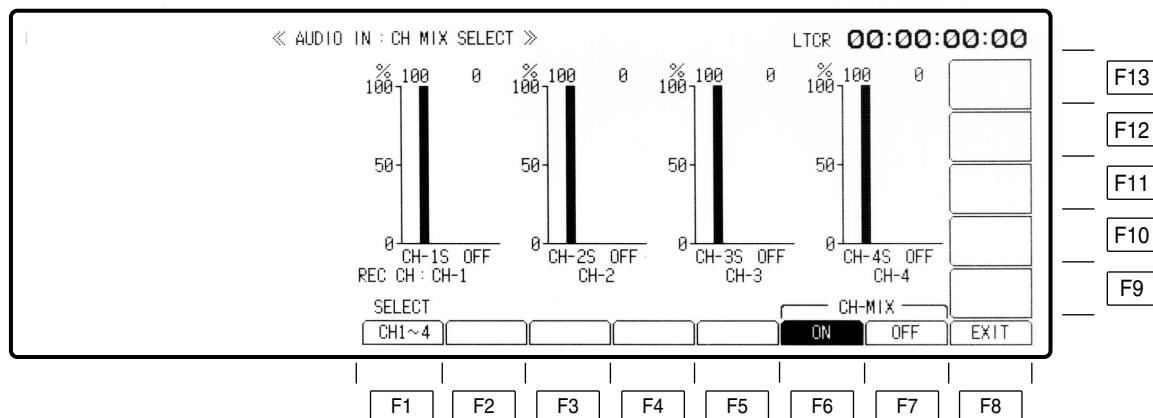 ≪ AUDIO IN : CH MIX SELECT ≫ LTCR 00:00:00:00
% 100 0 % 100 0 % 100 0 % 100 0
100 100 100 100
50 50 50 50
0 0 0 0
CH-1S OFF CH-2S OFF CH-3S OFF CH-4S OFF
REC CH : CH-1 CH-2 CH-3 CH-4
SELECT CH-MIX
CH1~4 ON OFF EXIT
F13
F12
F11
F10
F9
F1 F2 F3 F4 F5 F6 F7 F8